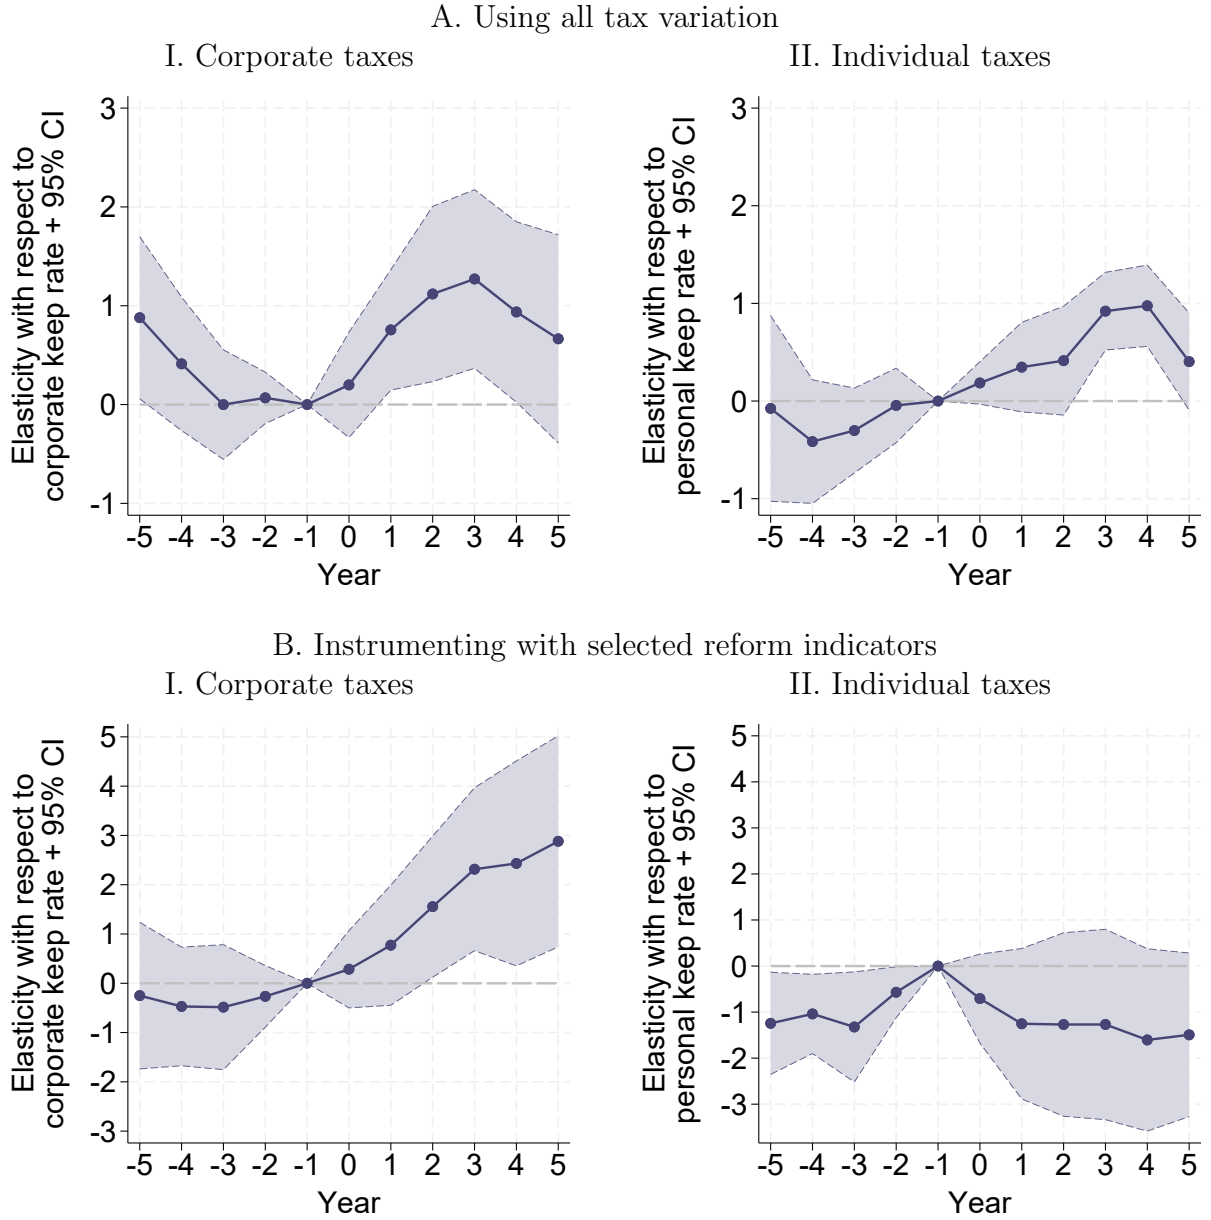 A. Using all tax variation
I. Corporate taxes
Elasticity with respect to
corporate keep rate + 95% CI
3
2
1
0
-1
-5 -4 -3 -2 -1 0 1 2 3 4 5
Year
II. Individual taxes
Elasticity with respect to
personal keep rate + 95% CI
3
2
1
0
-1
-5 -4 -3 -2 -1 0 1 2 3 4 5
Year
B. Instrumenting with selected reform indicators
I. Corporate taxes
Elasticity with respect to
corporate keep rate + 95% CI
5
4
3
2
1
0
-1
-2
-3
-5 -4 -3 -2 -1 0 1 2 3 4 5
Year
II. Individual taxes
Elasticity with respect to
personal keep rate + 95% CI
5
4
3
2
1
0
-1
-2
-3
-5 -4 -3 -2 -1 0 1 2 3 4 5
Year